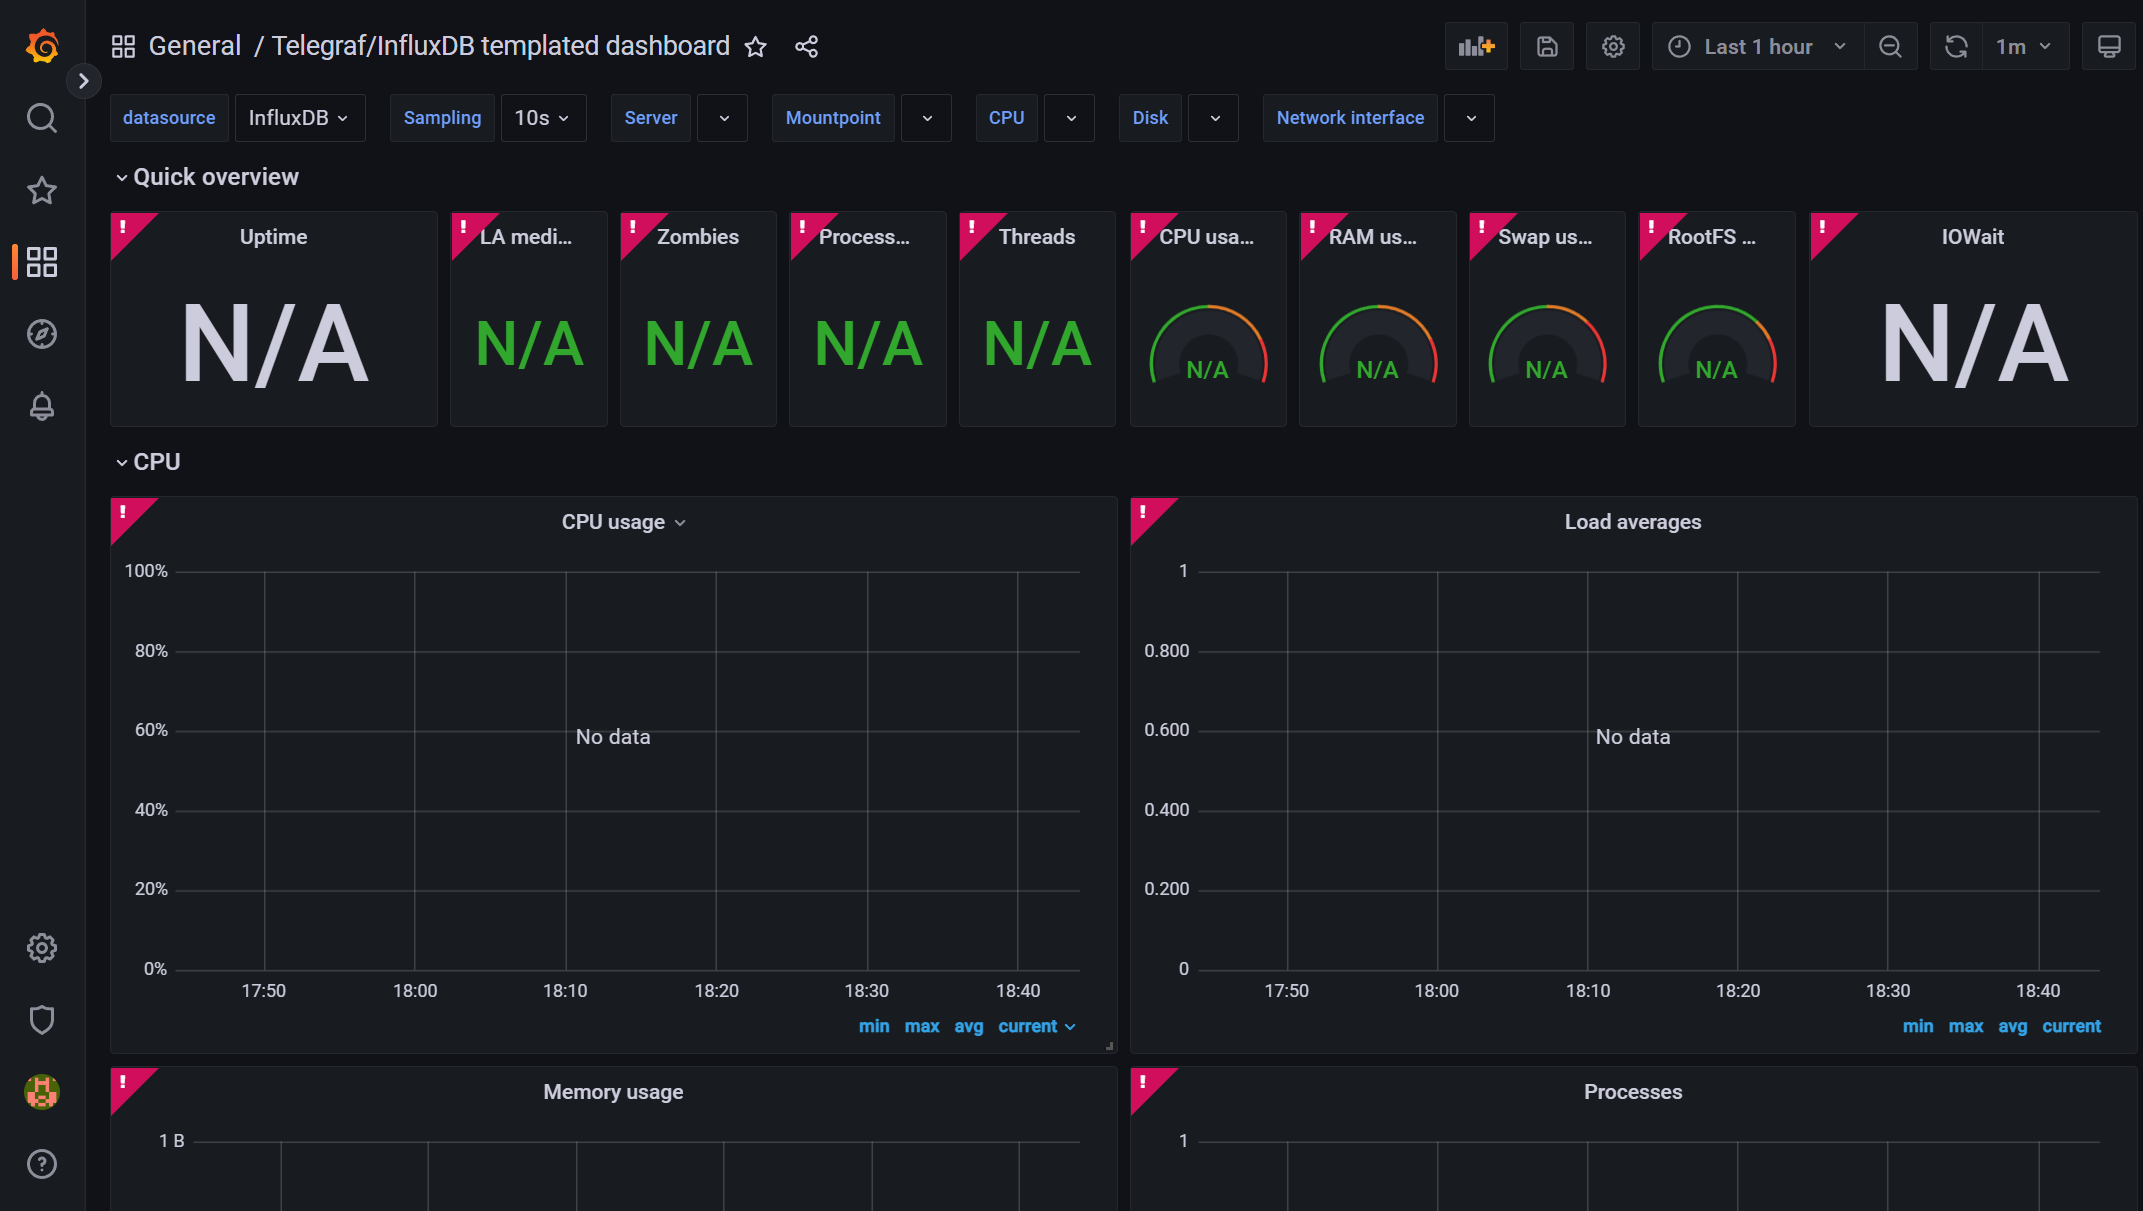 General / Telegraf/InfluxDB templated dashboard
Last 1 hour
1m
datasource InfluxDB Sampling 10s Server Mountpoint CPU Disk Network interface
Quick overview
! Uptime
N/A
! LA medi...
N/A
! Zombies
N/A
! Process...
N/A
! Threads
N/A
! CPU usa...
N/A
! RAM us...
N/A
! Swap us...
N/A
! RootFS ...
N/A
! IOWait
N/A
CPU
! CPU usage
100%
80%
60%
No data
40%
20%
0%
17:50 18:00 18:10 18:20 18:30 18:40
min max avg current
! Load averages
1
0.800
0.600
No data
0.400
0.200
0
17:50 18:00 18:10 18:20 18:30 18:40
min max avg current
! Memory usage
1 B
! Processes
1
?